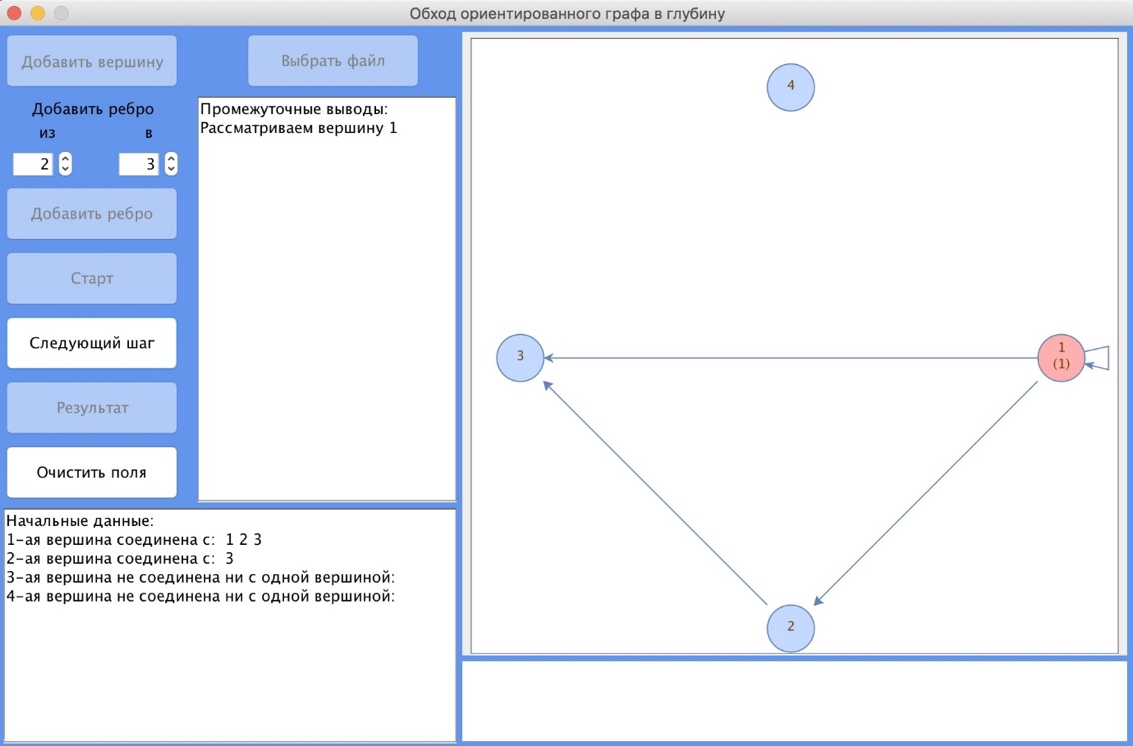 Обход ориентированного графа в глубину
Добавить вершину
Выбрать файл
Добавить ребро
из
в
2
3
Добавить ребро
Старт
Следующий шаг
Результат
Очистить поля
Промежуточные выводы:
Рассматриваем вершину 1
Начальные данные:
1-ая вершина соединена с:  1 2 3
2-ая вершина соединена с:  3
3-ая вершина не соединена ни с одной вершиной:
4-ая вершина не соединена ни с одной вершиной:
4
3
1
(1)
2